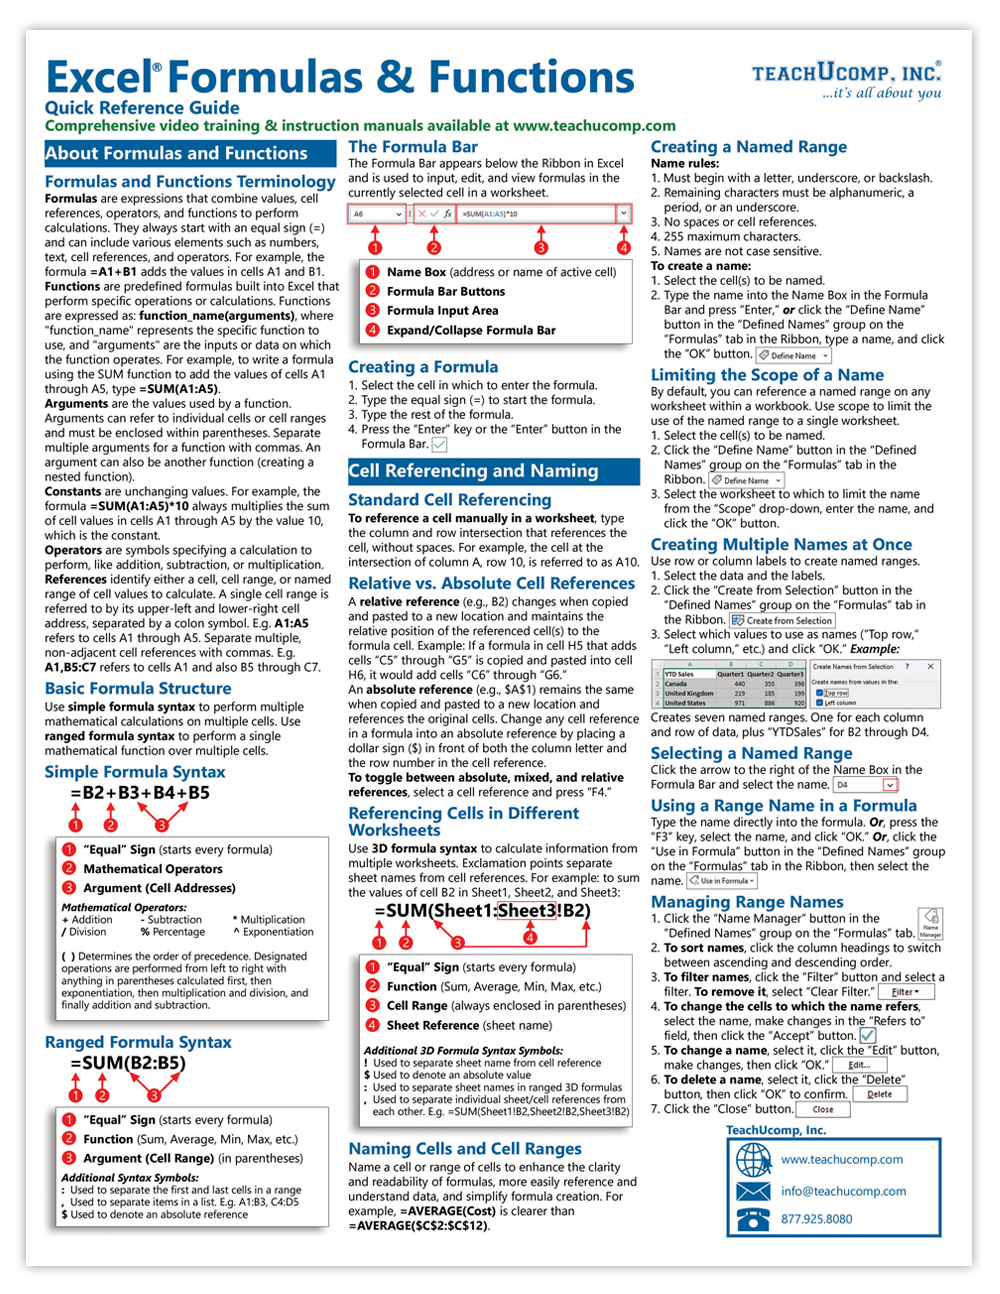 Excel® Formulas & Functions
Quick Reference Guide
Comprehensive video training & instruction manuals available at www.teachucomp.com
TEACHUCOMP, INC.®
...it's all about you
About Formulas and Functions
Formulas and Functions Terminology
Formulas are expressions that combine values, cell
references, operators, and functions to perform
calculations. They always start with an equal sign (=)
and can include various elements such as numbers,
text, cell references, and operators. For example, the
formula =A1+B1 adds the values in cells A1 and B1.
Functions are predefined formulas built into Excel that
perform specific operations or calculations. Functions
are expressed as: function_name(arguments), where
"function_name" represents the specific function to
use, and "arguments" are the inputs or data on which
the function operates. For example, to write a formula
using the SUM function to add the values of cells A1
through A5, type =SUM(A1:A5).
Arguments are the values used by a function.
Arguments can refer to individual cells or cell ranges
and must be enclosed within parentheses. Separate
multiple arguments for a function with commas. An
argument can also be another function (creating a
nested function).
Constants are unchanging values. For example, the
formula =SUM(A1:A5)*10 always multiplies the sum
of cell values in cells A1 through A5 by the value 10,
which is the constant.
Operators are symbols specifying a calculation to
perform, like addition, subtraction, or multiplication.
References identify either a cell, cell range, or named
range of cell values to calculate. A single cell range is
referred to by its upper-left and lower-right cell
address, separated by a colon symbol. E.g. A1:A5
refers to cells A1 through A5. Separate multiple,
non-adjacent cell references with commas. E.g.
A1,B5:C7 refers to cells A1 and also B5 through C7.
Basic Formula Structure
Use simple formula syntax to perform multiple
mathematical calculations on multiple cells. Use
ranged formula syntax to perform a single
mathematical function over multiple cells.
Simple Formula Syntax
=B2+B3+B4+B5
1 2 3
1 "Equal" Sign (starts every formula)
2 Mathematical Operators
3 Argument (Cell Addresses)
Mathematical Operators:
+ Addition - Subtraction * Multiplication
/ Division % Percentage ^ Exponentiation
( ) Determines the order of precedence. Designated
operations are performed from left to right with
anything in parentheses calculated first, then
exponentiation, then multiplication and division, and
finally addition and subtraction.
Ranged Formula Syntax
=SUM(B2:B5)
1 2 3
1 "Equal" Sign (starts every formula)
2 Function (Sum, Average, Min, Max, etc.)
3 Argument (Cell Range) (in parentheses)
Additional Syntax Symbols:
: Used to separate the first and last cells in a range
, Used to separate items in a list. E.g. A1:B3, C4:D5
$ Used to denote an absolute reference
The Formula Bar
The Formula Bar appears below the Ribbon in Excel
and is used to input, edit, and view formulas in the
currently selected cell in a worksheet.
A6 fx =SUM(A1:A5)*10
1 2 3 4
1 Name Box (address or name of active cell)
2 Formula Bar Buttons
3 Formula Input Area
4 Expand/Collapse Formula Bar
Creating a Formula
1. Select the cell in which to enter the formula.
2. Type the equal sign (=) to start the formula.
3. Type the rest of the formula.
4. Press the "Enter" key or the "Enter" button in the
Formula Bar.
Cell Referencing and Naming
Standard Cell Referencing
To reference a cell manually in a worksheet, type
the column and row intersection that references the
cell, without spaces. For example, the cell at the
intersection of column A, row 10, is referred to as A10.
Relative vs. Absolute Cell References
A relative reference (e.g., B2) changes when copied
and pasted to a new location and maintains the
relative position of the referenced cell(s) to the
formula cell. Example: If a formula in cell H5 that adds
cells "C5" through "G5" is copied and pasted into cell
H6, it would add cells "C6" through "G6."
An absolute reference (e.g., $A$1) remains the same
when copied and pasted to a new location and
references the original cells. Change any cell reference
in a formula into an absolute reference by placing a
dollar sign ($) in front of both the column letter and
the row number in the cell reference.
To toggle between absolute, mixed, and relative
references, select a cell reference and press "F4."
Referencing Cells in Different
Worksheets
Use 3D formula syntax to calculate information from
multiple worksheets. Exclamation points separate
sheet names from cell references. For example: to sum
the values of cell B2 in Sheet1, Sheet2, and Sheet3:
=SUM(Sheet1:Sheet3!B2)
1 2 3 4
1 "Equal" Sign (starts every formula)
2 Function (Sum, Average, Min, Max, etc.)
3 Cell Range (always enclosed in parentheses)
4 Sheet Reference (sheet name)
Additional 3D Formula Syntax Symbols:
! Used to separate sheet name from cell reference
$ Used to denote an absolute value
: Used to separate sheet names in ranged 3D formulas
, Used to separate individual sheet/cell references from
each other. E.g. =SUM(Sheet1!B2,Sheet2!B2,Sheet3!B2)
Naming Cells and Cell Ranges
Name a cell or range of cells to enhance the clarity
and readability of formulas, more easily reference and
understand data, and simplify formula creation. For
example, =AVERAGE(Cost) is clearer than
=AVERAGE($C$2:$C$12).
Creating a Named Range
Name rules:
1. Must begin with a letter, underscore, or backslash.
2. Remaining characters must be alphanumeric, a
period, or an underscore.
3. No spaces or cell references.
4. 255 maximum characters.
5. Names are not case sensitive.
To create a name:
1. Select the cell(s) to be named.
2. Type the name into the Name Box in the Formula
Bar and press "Enter," or click the "Define Name"
button in the "Defined Names" group on the
"Formulas" tab in the Ribbon, type a name, and click
the "OK" button. Define Name
Limiting the Scope of a Name
By default, you can reference a named range on any
worksheet within a workbook. Use scope to limit the
use of the named range to a single worksheet.
1. Select the cell(s) to be named.
2. Click the "Define Name" button in the "Defined
Names" group on the "Formulas" tab in the
Ribbon. Define Name
3. Select the worksheet to which to limit the name
from the "Scope" drop-down, enter the name, and
click the "OK" button.
Creating Multiple Names at Once
Use row or column labels to create named ranges.
1. Select the data and the labels.
2. Click the "Create from Selection" button in the
"Defined Names" group on the "Formulas" tab in
the Ribbon. Create from Selection
3. Select which values to use as names ("Top row,"
"Left column," etc.) and click "OK." Example:
A B C D
1 YTD Sales Quarter1 Quarter2 Quarter3
2 Canada 440 355 398
3 United Kingdom 219 185 199
4 United States 971 886 920
Create Names from Selection ? ×
Create names from values in the:
Top row
Left column
Creates seven named ranges. One for each column
and row of data, plus "YTDSales" for B2 through D4.
Selecting a Named Range
Click the arrow to the right of the Name Box in the
Formula Bar and select the name. D4
Using a Range Name in a Formula
Type the name directly into the formula. Or, press the
"F3" key, select the name, and click "OK." Or, click the
"Use in Formula" button in the "Defined Names" group
on the "Formulas" tab in the Ribbon, then select the
name. Use in Formula
Managing Range Names
1. Click the "Name Manager" button in the
"Defined Names" group on the "Formulas" tab. Name Manager
2. To sort names, click the column headings to switch
between ascending and descending order.
3. To filter names, click the "Filter" button and select a
filter. To remove it, select "Clear Filter." Filter
4. To change the cells to which the name refers,
select the name, make changes in the "Refers to"
field, then click the "Accept" button.
5. To change a name, select it, click the "Edit" button,
make changes, then click "OK." Edit...
6. To delete a name, select it, click the "Delete"
button, then click "OK" to confirm. Delete
7. Click the "Close" button. Close
TeachUcomp, Inc.
www.teachucomp.com
info@teachucomp.com
877.925.8080